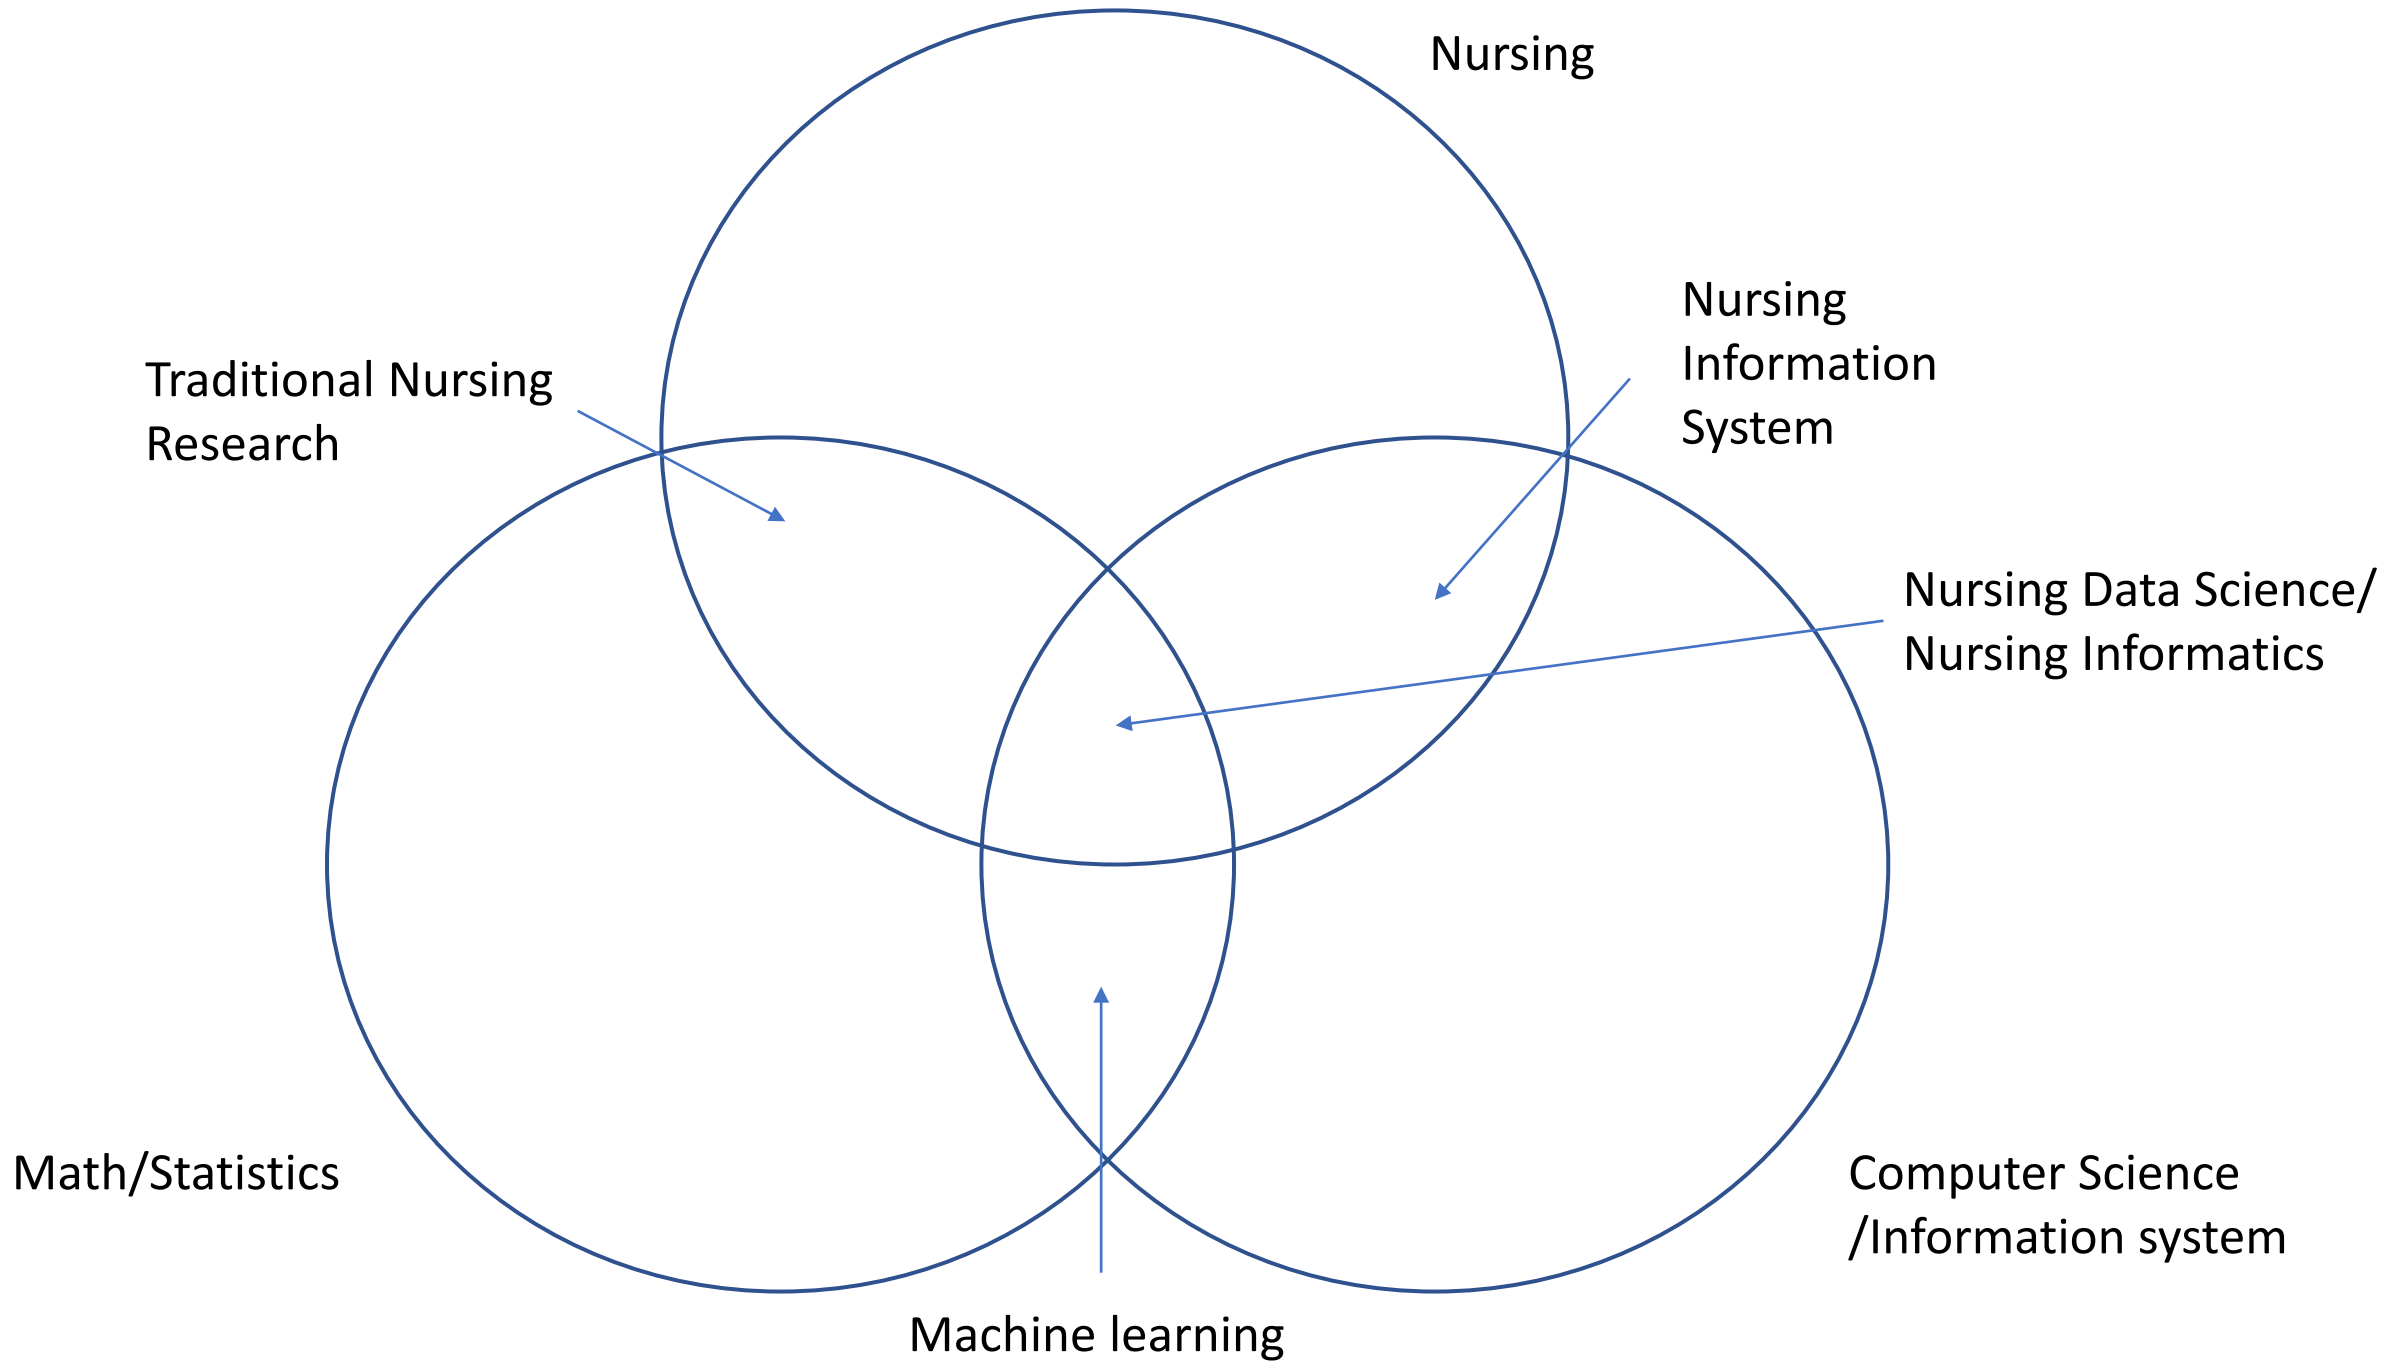 Nursing
Nursing
Information
System
Traditional Nursing
Research
Nursing Data Science/
Nursing Informatics
Math/Statistics
Computer Science
/Information system
Machine learning